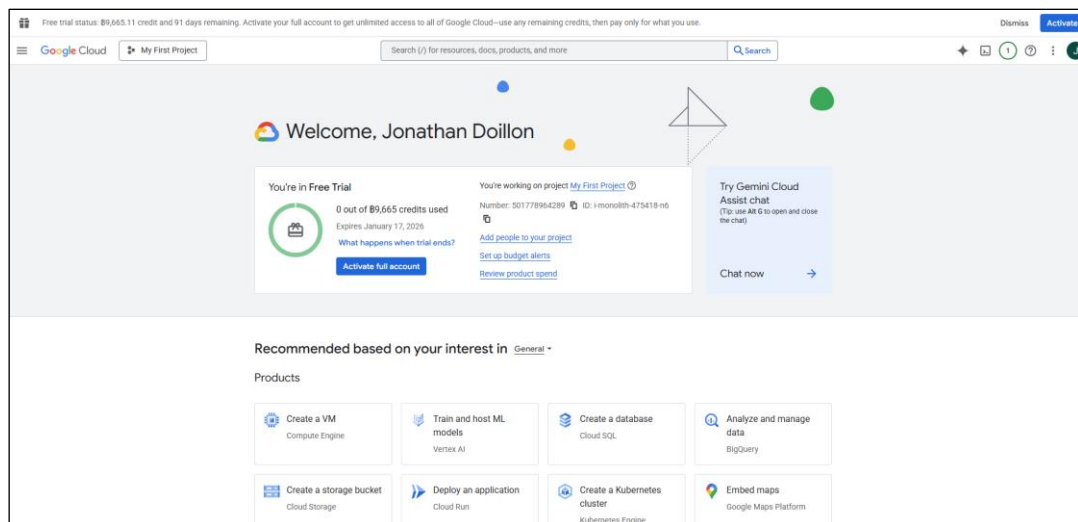 Free trial status: ฿9,665.11 credit and 91 days remaining. Activate your full account to get unlimited access to all of Google Cloud—use any remaining credits, then pay only for what you use.
Dismiss
Activate
Google Cloud
My First Project
Search (/) for resources, docs, products, and more
Search
1
J
Welcome, Jonathan Doillon
You're in Free Trial
0 out of ฿9,665 credits used
Expires January 17, 2026
What happens when trial ends?
Activate full account
You're working on project My First Project
Number: 501778964289 ID: i-monolith-475418-n6
Add people to your project
Set up budget alerts
Review product spend
Try Gemini Cloud
Assist chat
(Tip: use Alt G to open and close
the chat)
Chat now
Recommended based on your interest in General
Products
Create a VM
Compute Engine
Train and host ML
models
Vertex AI
Create a database
Cloud SQL
Analyze and manage
data
BigQuery
Create a storage bucket
Cloud Storage
Deploy an application
Cloud Run
Create a Kubernetes
cluster
Kubernetes Engine
Embed maps
Google Maps Platform